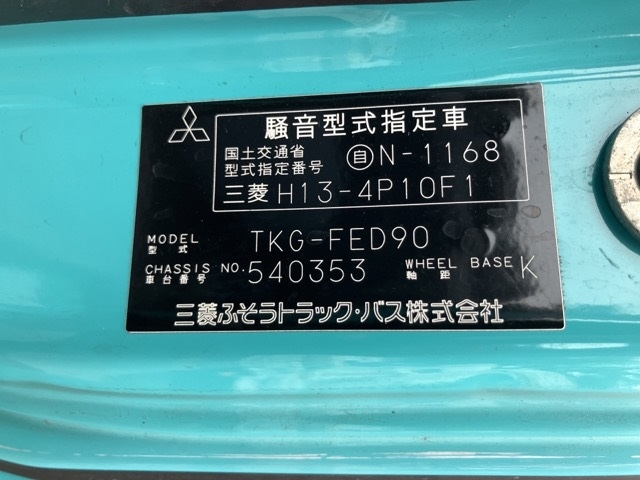 騒音型式指定車
国土交通省
型式指定番号 自N-1168
三菱 H13-4P10F1
MODEL
型式 TKG-FED90
CHASSIS NO. 540353 WHEEL BASE K
車台番号 軸距
三菱ふそうトラック・バス株式会社